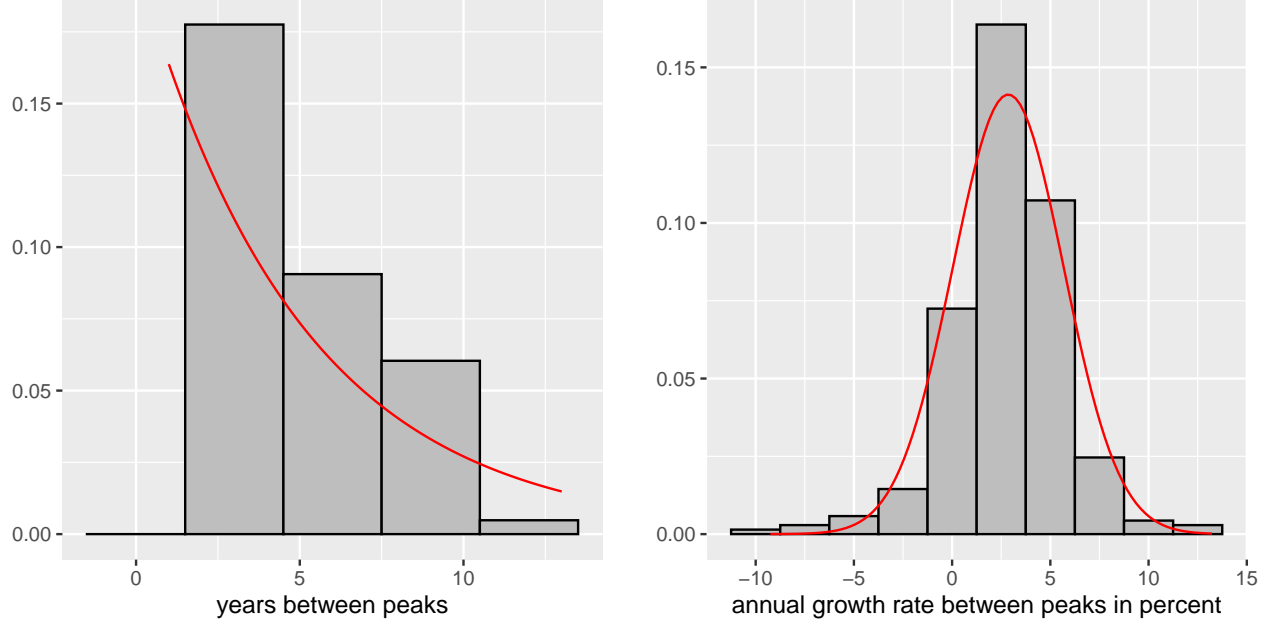 0.15
0.10
0.05
0.00
0 5 10
years between peaks
0.15
0.10
0.05
0.00
−10 −5 0 5 10 15
annual growth rate between peaks in percent